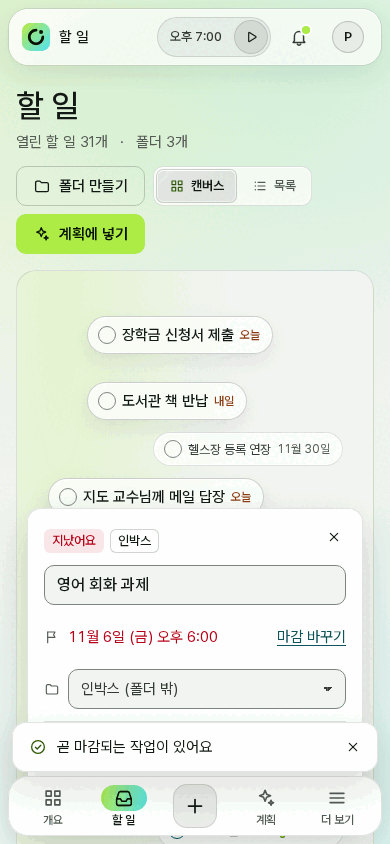 할 일
오후 7:00
P
할 일
열린 할 일 31개 · 폴더 3개
폴더 만들기
캔버스
목록
계획에 넣기
장학금 신청서 제출 오늘
도서관 책 반납 내일
헬스장 등록 연장 11월 30일
지도 교수님께 메일 답장 오늘
지났어요
인박스
영어 회화 과제
11월 6일 (금) 오후 6:00
마감 바꾸기
인박스 (폴더 밖)
곧 마감되는 작업이 있어요
개요
할 일
계획
더 보기